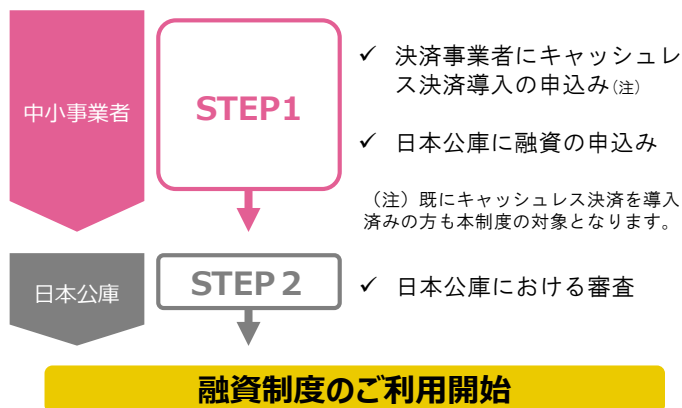 中小事業者
STEP1
✓ 決済事業者にキャッシュレ
ス決済導入の申込み(注)
✓ 日本公庫に融資の申込み
（注）既にキャッシュレス決済を導入
済みの方も本制度の対象となります。
日本公庫
STEP２
✓ 日本公庫における審査
融資制度のご利用開始